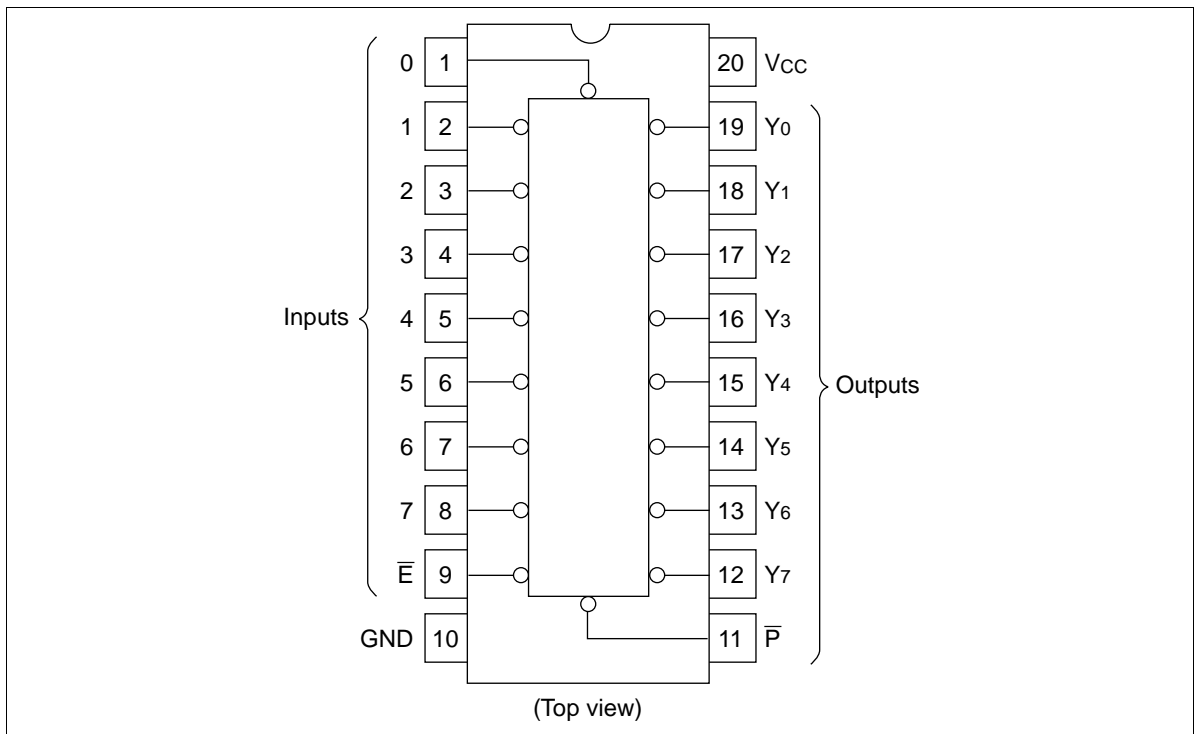 0 1 20 VCC
1 2 19 Y0
2 3 18 Y1
3 4 17 Y2
Inputs 4 5 16 Y3
5 6 15 Y4 Outputs
6 7 14 Y5
7 8 13 Y6
E̅ 9 12 Y7
GND 10 11 P̅
(Top view)